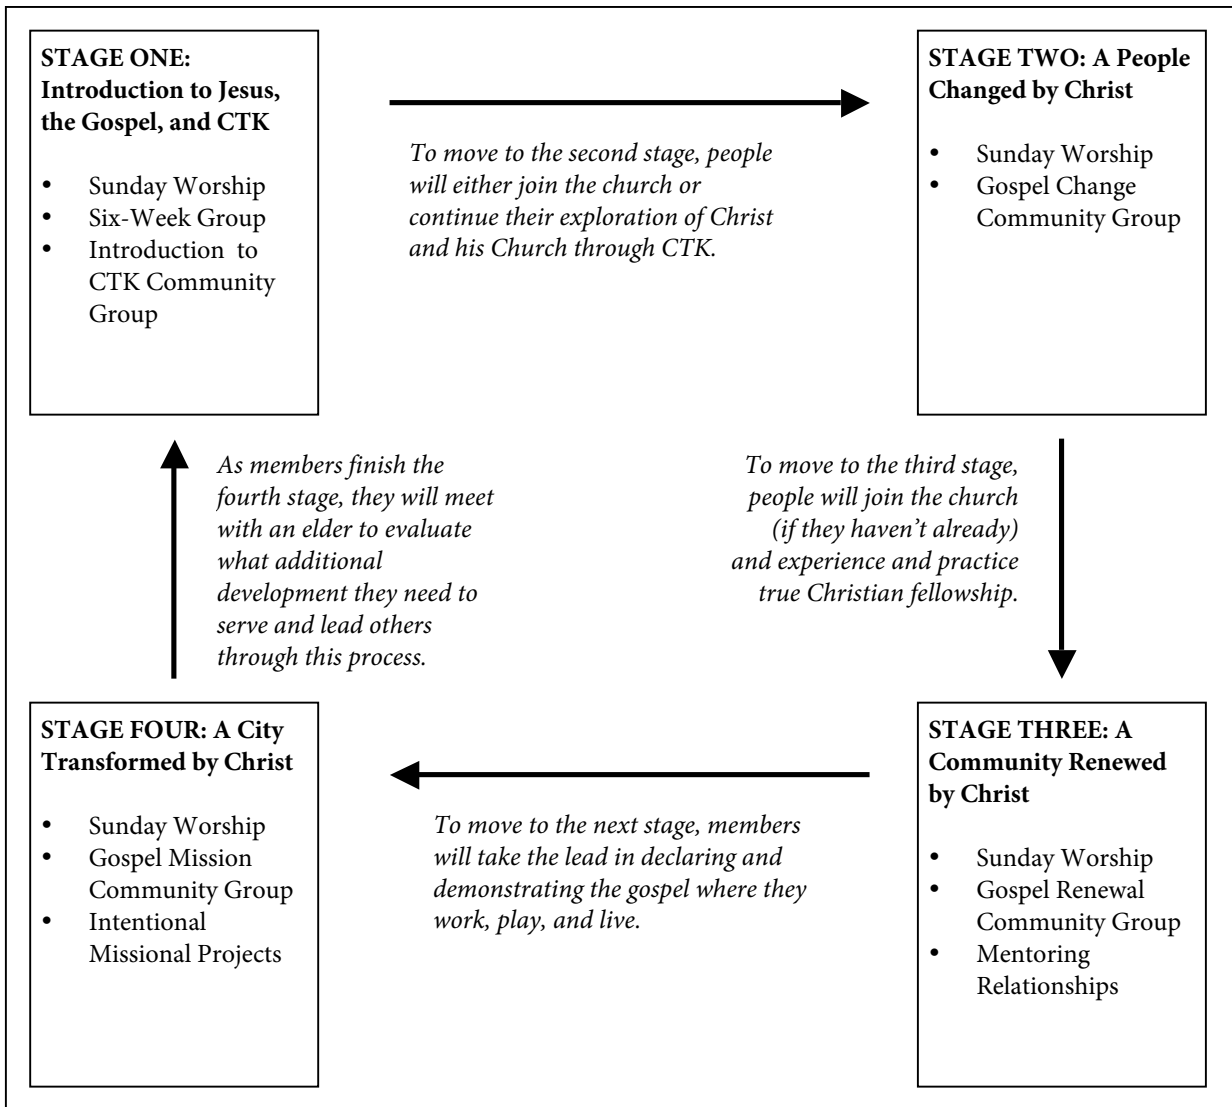 STAGE ONE:
Introduction to Jesus,
the Gospel, and CTK
• Sunday Worship
• Six-Week Group
• Introduction to
CTK Community
Group
To move to the second stage, people
will either join the church or
continue their exploration of Christ
and his Church through CTK.
STAGE TWO: A People
Changed by Christ
• Sunday Worship
• Gospel Change
Community Group
To move to the third stage,
people will join the church
(if they haven’t already)
and experience and practice
true Christian fellowship.
STAGE THREE: A
Community Renewed
by Christ
• Sunday Worship
• Gospel Renewal
Community Group
• Mentoring
Relationships
To move to the next stage, members
will take the lead in declaring and
demonstrating the gospel where they
work, play, and live.
STAGE FOUR: A City
Transformed by Christ
• Sunday Worship
• Gospel Mission
Community Group
• Intentional
Missional Projects
As members finish the
fourth stage, they will meet
with an elder to evaluate
what additional
development they need to
serve and lead others
through this process.